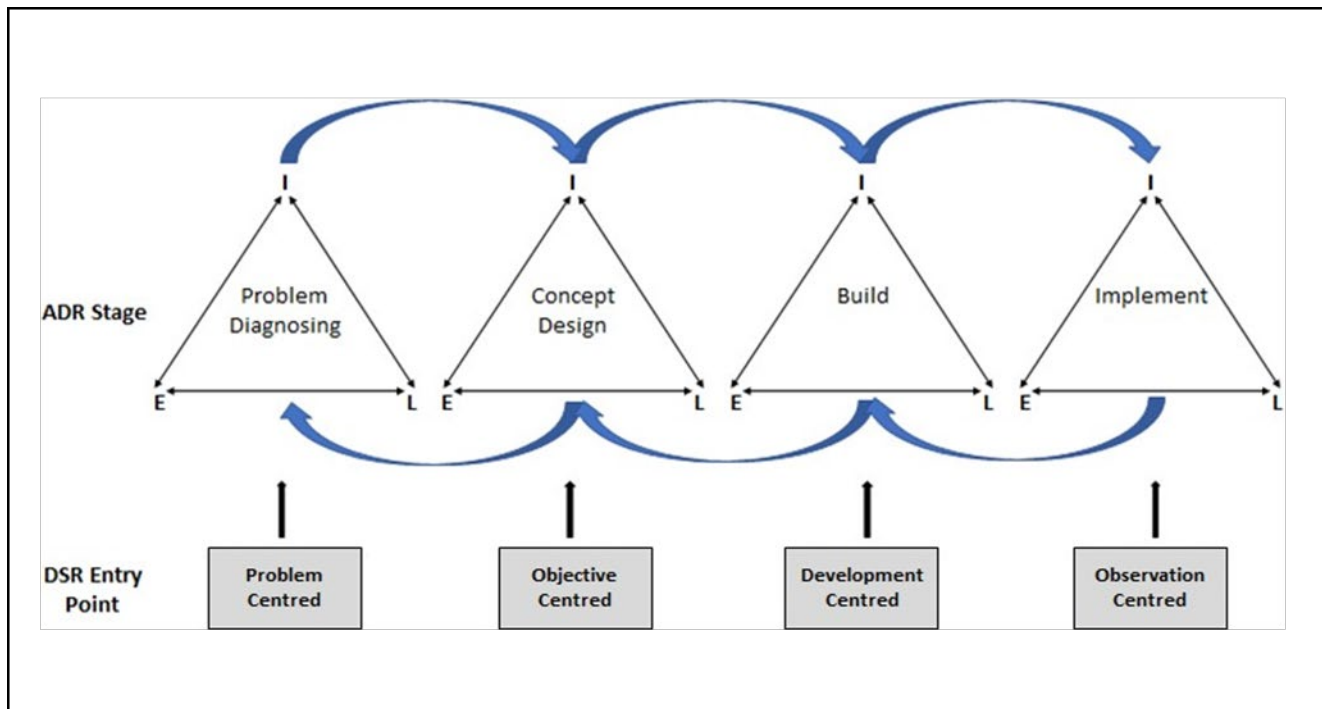 I I I I
Problem
Diagnosing
Concept
Design
Build
Implement
ADR Stage
E L E L E L E L
DSR Entry
Point
Problem
Centred
Objective
Centred
Development
Centred
Observation
Centred